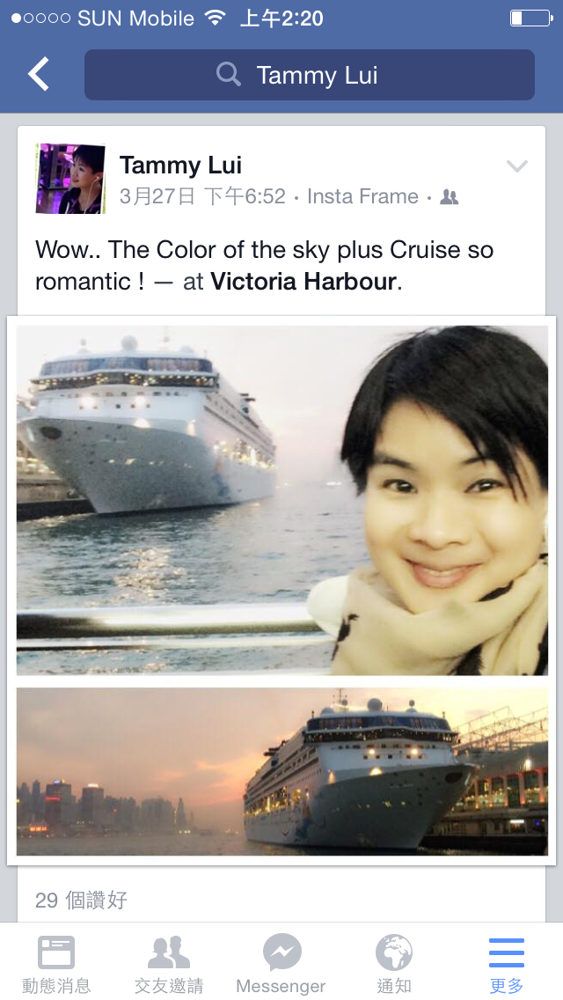 SUN Mobile 上午2:20
Tammy Lui
Tammy Lui
3月27日 下午6:52 · Insta Frame ·
Wow.. The Color of the sky plus Cruise so
romantic ! — at Victoria Harbour.
29 個讚好
動態消息 交友邀請 Messenger 通知 更多